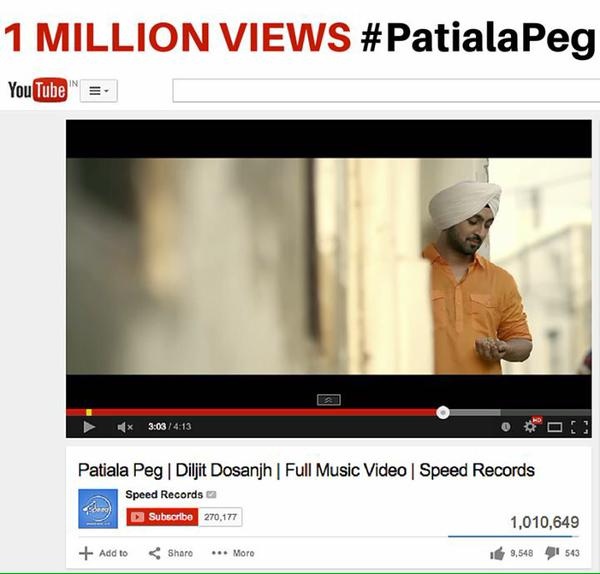 1 MILLION VIEWS #PatialaPeg
YouTube IN
HD
3:03 / 4:13
Patiala Peg | Diljit Dosanjh | Full Music Video | Speed Records
Speed Records
Subscribe 270,177
1,010,649
Add to Share More 9,548 543